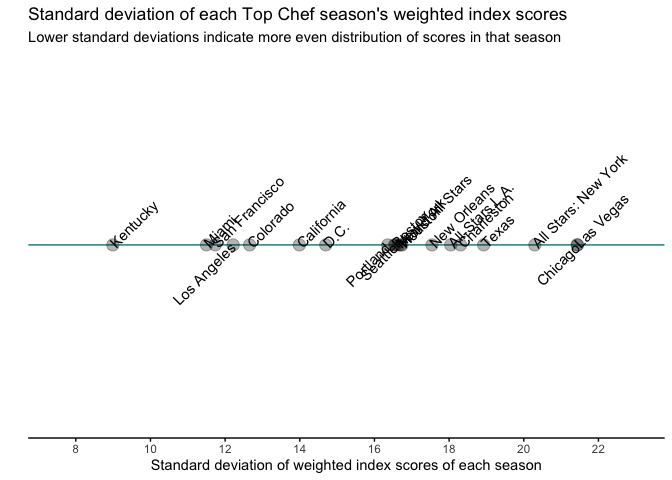 Standard deviation of each Top Chef season's weighted index scores
Lower standard deviations indicate more even distribution of scores in that season
Kentucky
Miami
San Francisco
Los Angeles
Colorado
California
D.C.
Portland
Seattle
Boston
Stars
New Orleans
All Stars: L.A.
Charleston
Texas
All Stars: New York
Chicago
Las Vegas
8 10 12 14 16 18 20 22
Standard deviation of weighted index scores of each season